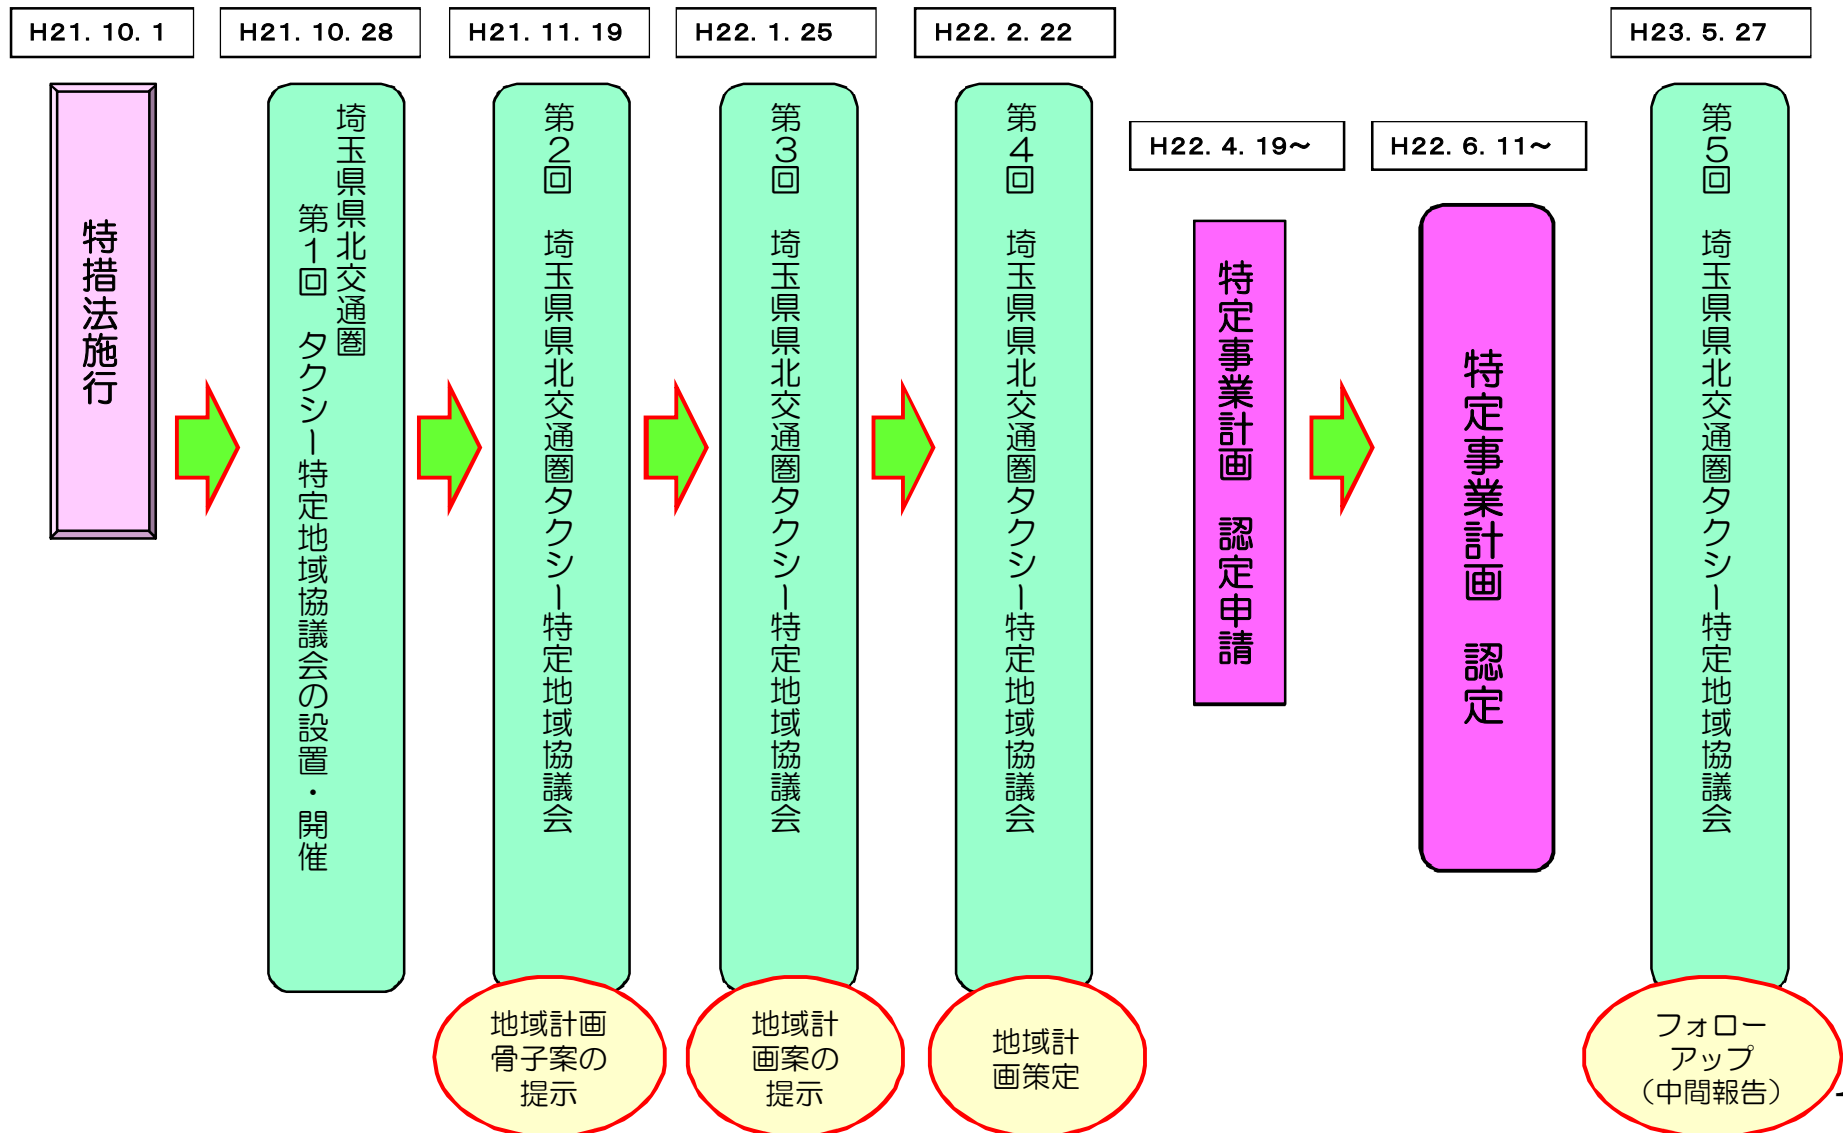 H21. 10. 1
特措法施行
H21. 10. 28
埼玉県県北交通圏
第1回　タクシー特定地域協議会の設置・開催
H21. 11. 19
第2回　埼玉県県北交通圏タクシー特定地域協議会
地域計画
骨子案の
提示
H22. 1. 25
第3回　埼玉県県北交通圏タクシー特定地域協議会
地域計
画案の
提示
H22. 2. 22
第4回　埼玉県県北交通圏タクシー特定地域協議会
地域計
画策定
H22. 4. 19～
特定事業計画　認定申請
H22. 6. 11～
特定事業計画　認定
H23. 5. 27
第5回　埼玉県県北交通圏タクシー特定地域協議会
フォロー
アップ
（中間報告）